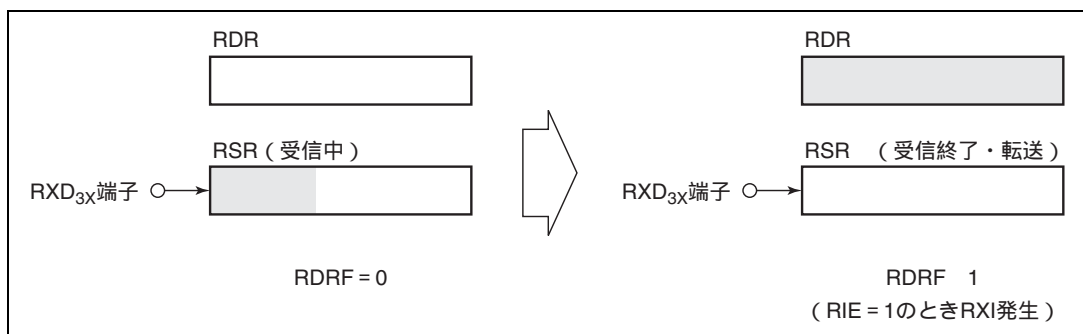 RDR
RSR（受信中）
RXD3X端子
RDRF = 0
RDR
RSR （受信終了・転送）
RXD3X端子
RDRF 1
（RIE = 1のときRXI発生）